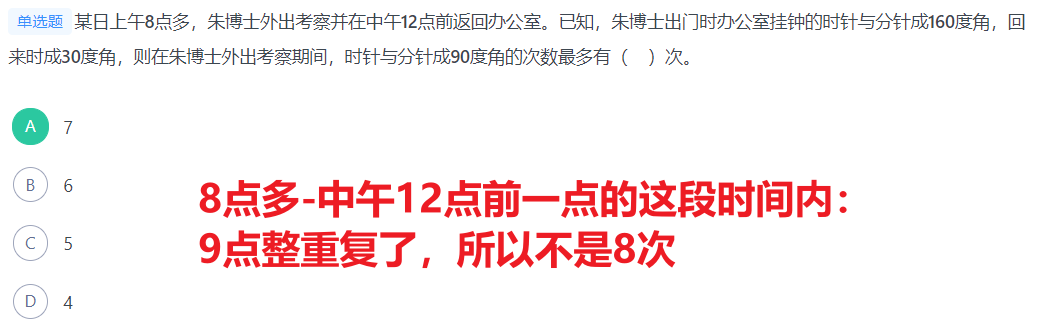 单选题 某日上午8点多，朱博士外出考察并在中午12点前返回办公室。已知，朱博士出门时办公室挂钟的时针与分针成160度角，回
来时成30度角，则在朱博士外出考察期间，时针与分针成90度角的次数最多有（　）次。
A 7
B 6
C 5
D 4
8点多-中午12点前一点的这段时间内：
9点整重复了，所以不是8次